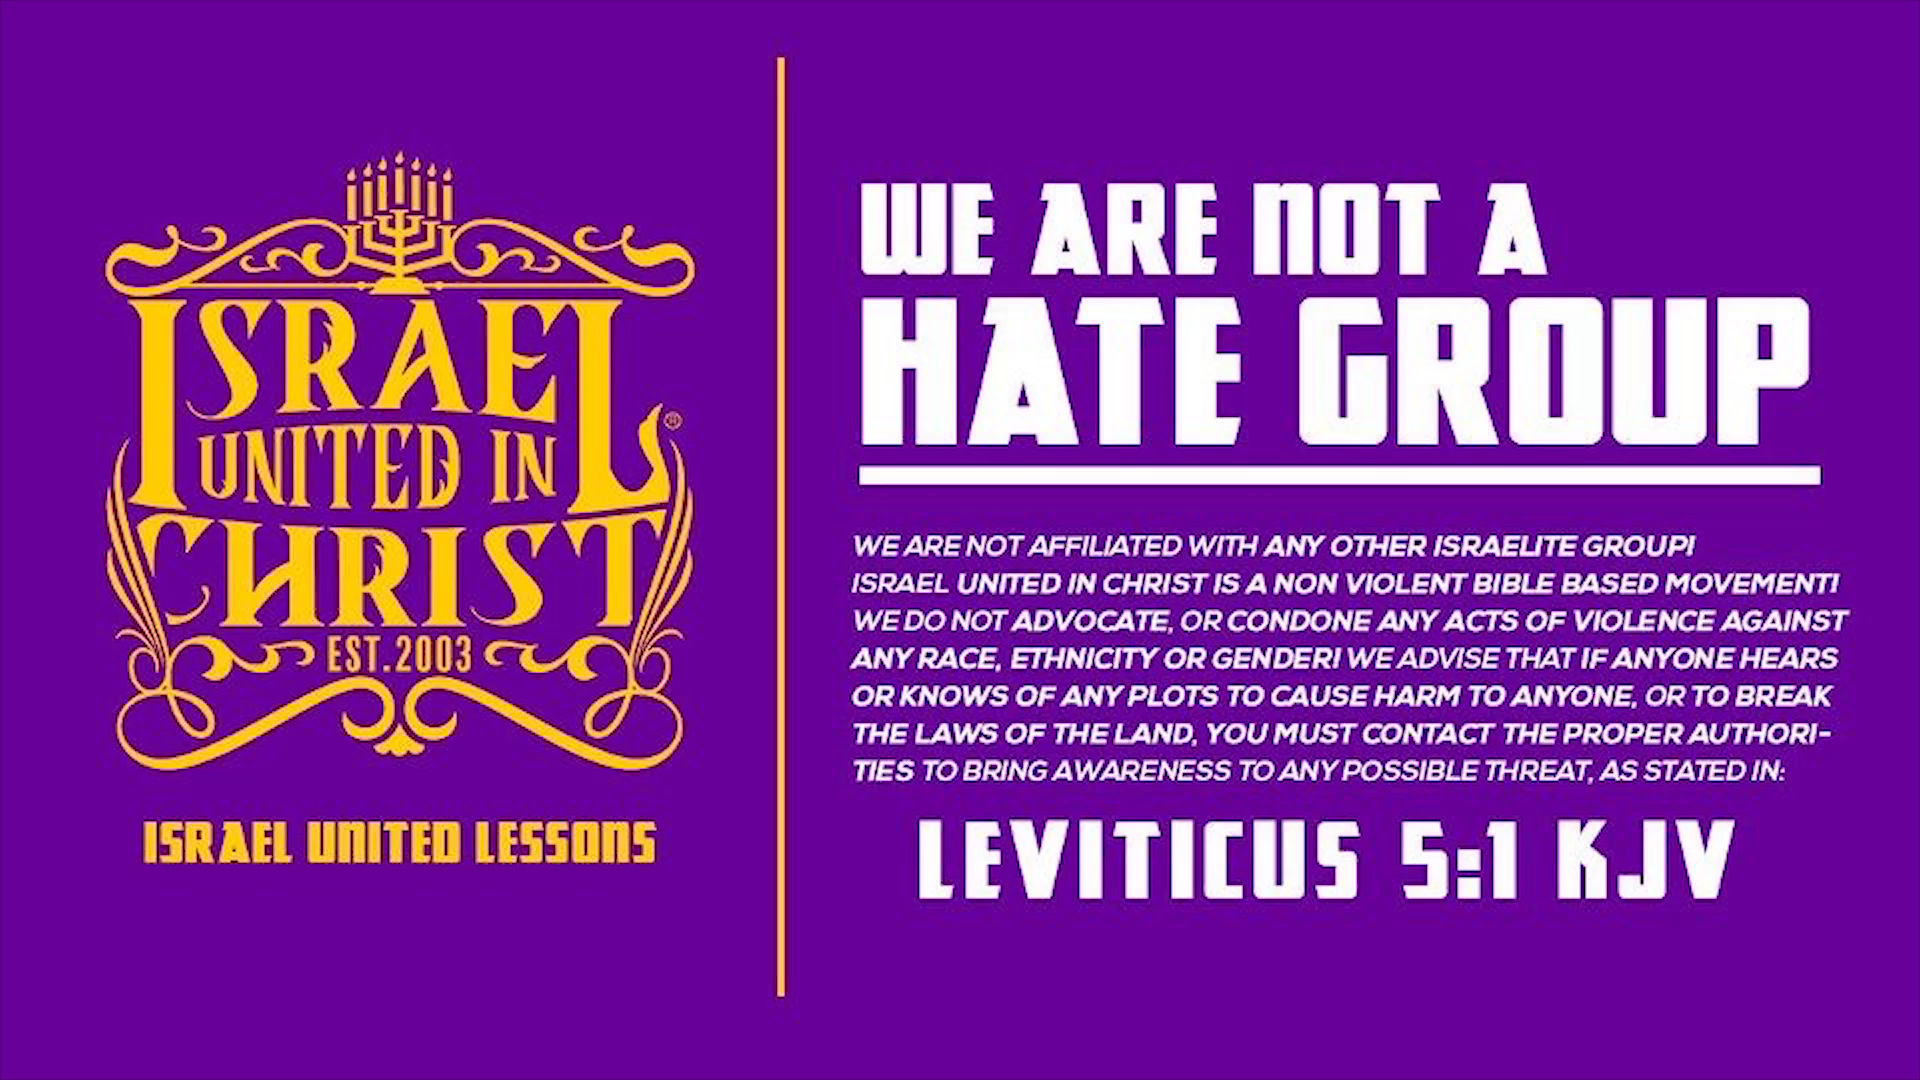 ISRAEL
UNITED IN
CHRIST
®
EST.2003
ISRAEL UNITED LESSONS
WE ARE NOT A
HATE GROUP
WE ARE NOT AFFILIATED WITH ANY OTHER ISRAELITE GROUP!
ISRAEL UNITED IN CHRIST IS A NON VIOLENT BIBLE BASED MOVEMENT!
WE DO NOT ADVOCATE, OR CONDONE ANY ACTS OF VIOLENCE AGAINST
ANY RACE, ETHNICITY OR GENDER! WE ADVISE THAT IF ANYONE HEARS
OR KNOWS OF ANY PLOTS TO CAUSE HARM TO ANYONE, OR TO BREAK
THE LAWS OF THE LAND, YOU MUST CONTACT THE PROPER AUTHORI-
TIES TO BRING AWARENESS TO ANY POSSIBLE THREAT, AS STATED IN:
LEVITICUS 5:1 KJV